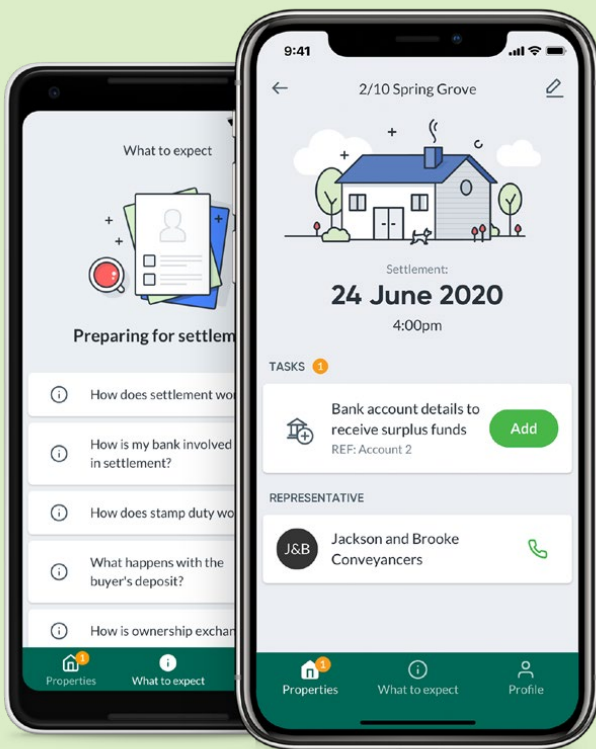 What to expect
Preparing for settlem
How does settlement wo
How is my bank involved
in settlement?
How does stamp duty wo
What happens with the
buyer's deposit?
How is ownership exchan
1
Properties
What to expect
9:41
2/10 Spring Grove
Settlement:
24 June 2020
4:00pm
TASKS 1
Bank account details to
receive surplus funds
REF: Account 2
Add
REPRESENTATIVE
J&B
Jackson and Brooke
Conveyancers
1
Properties
What to expect
Profile